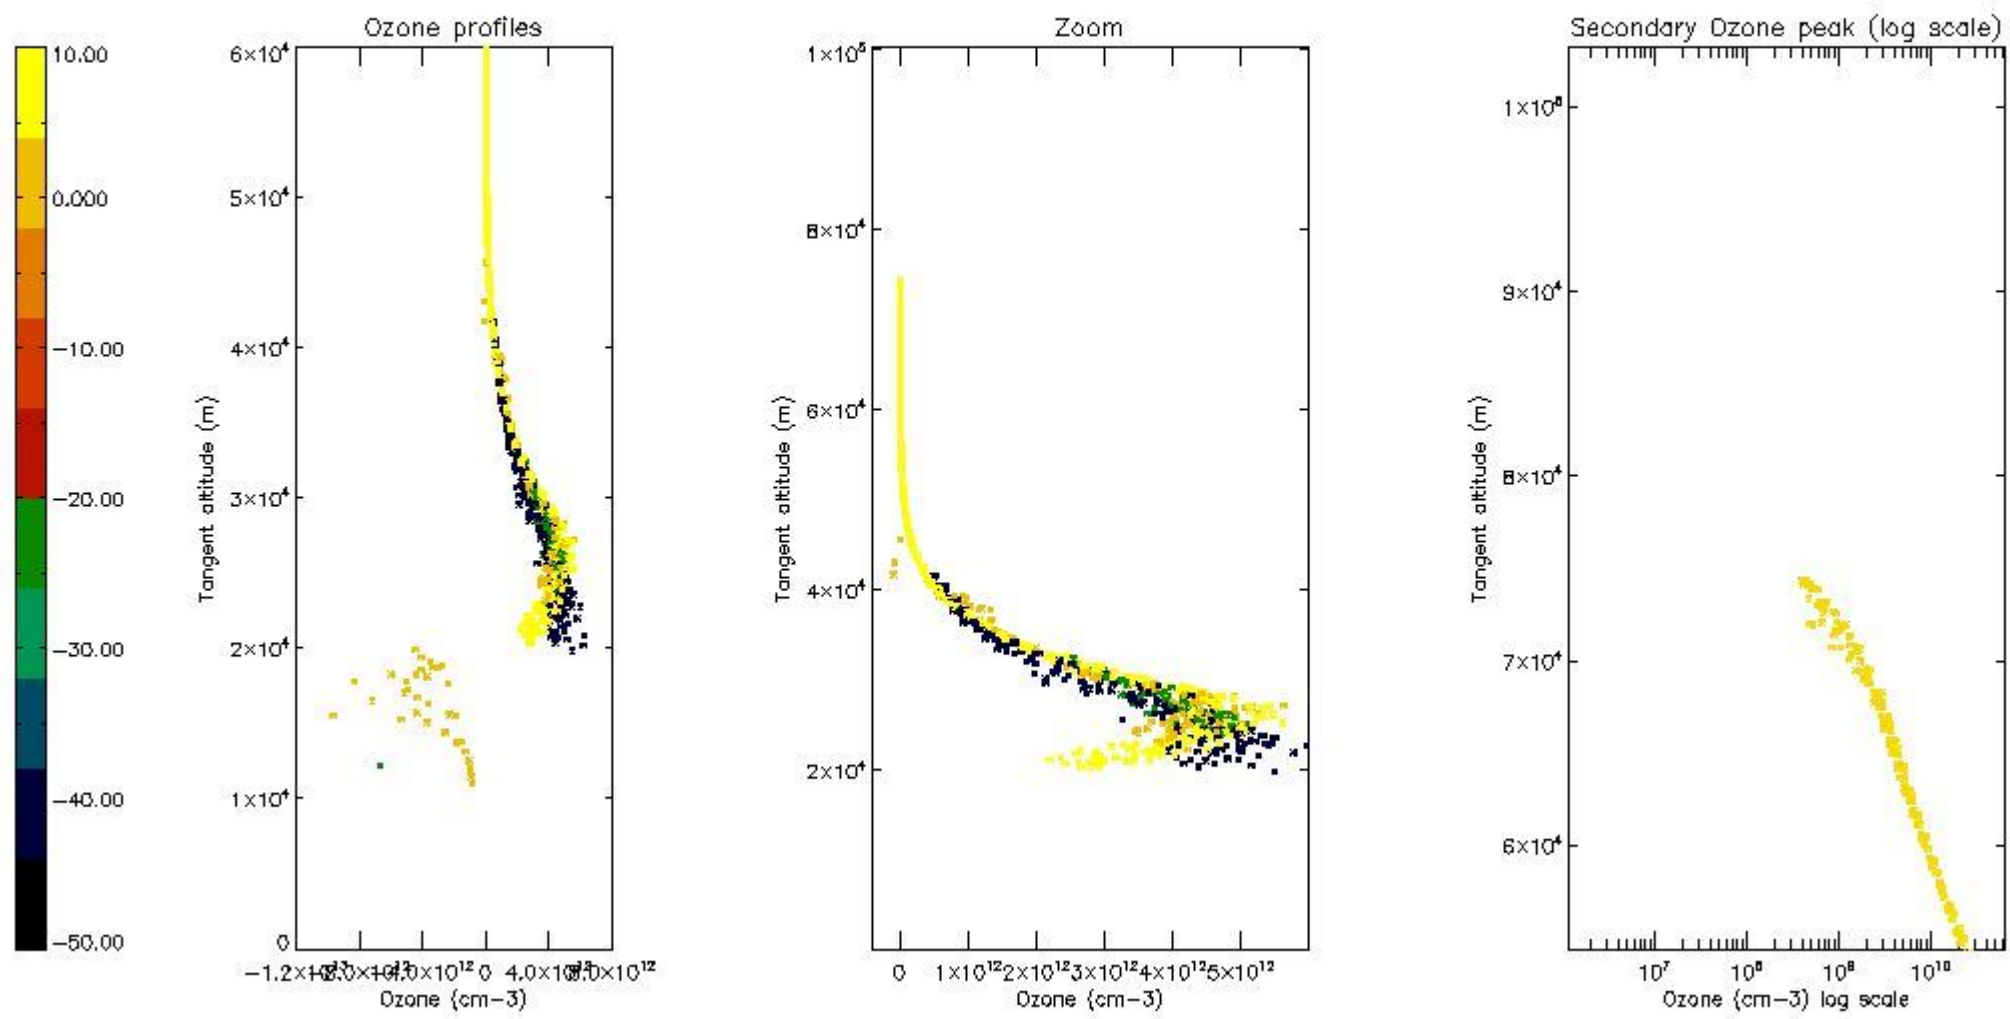 Ozone profiles
Zoom
Secondary Ozone peak (log scale)
10.00
0.000
−10.00
−20.00
−30.00
−40.00
−50.00
6×10⁴
5×10⁴
4×10⁴
3×10⁴
2×10⁴
1×10⁴
0
Tangent altitude (m)
0
4.0×10¹²
Ozone (cm−3)
1×10⁵
8×10⁴
6×10⁴
4×10⁴
2×10⁴
Tangent altitude (m)
0 1×10¹² 2×10¹² 3×10¹² 4×10¹² 5×10¹²
Ozone (cm−3)
9×10⁴
8×10⁴
7×10⁴
6×10⁴
Tangent altitude (m)
10⁷ 10⁸ 10⁹ 10¹⁰
Ozone (cm−3) log scale